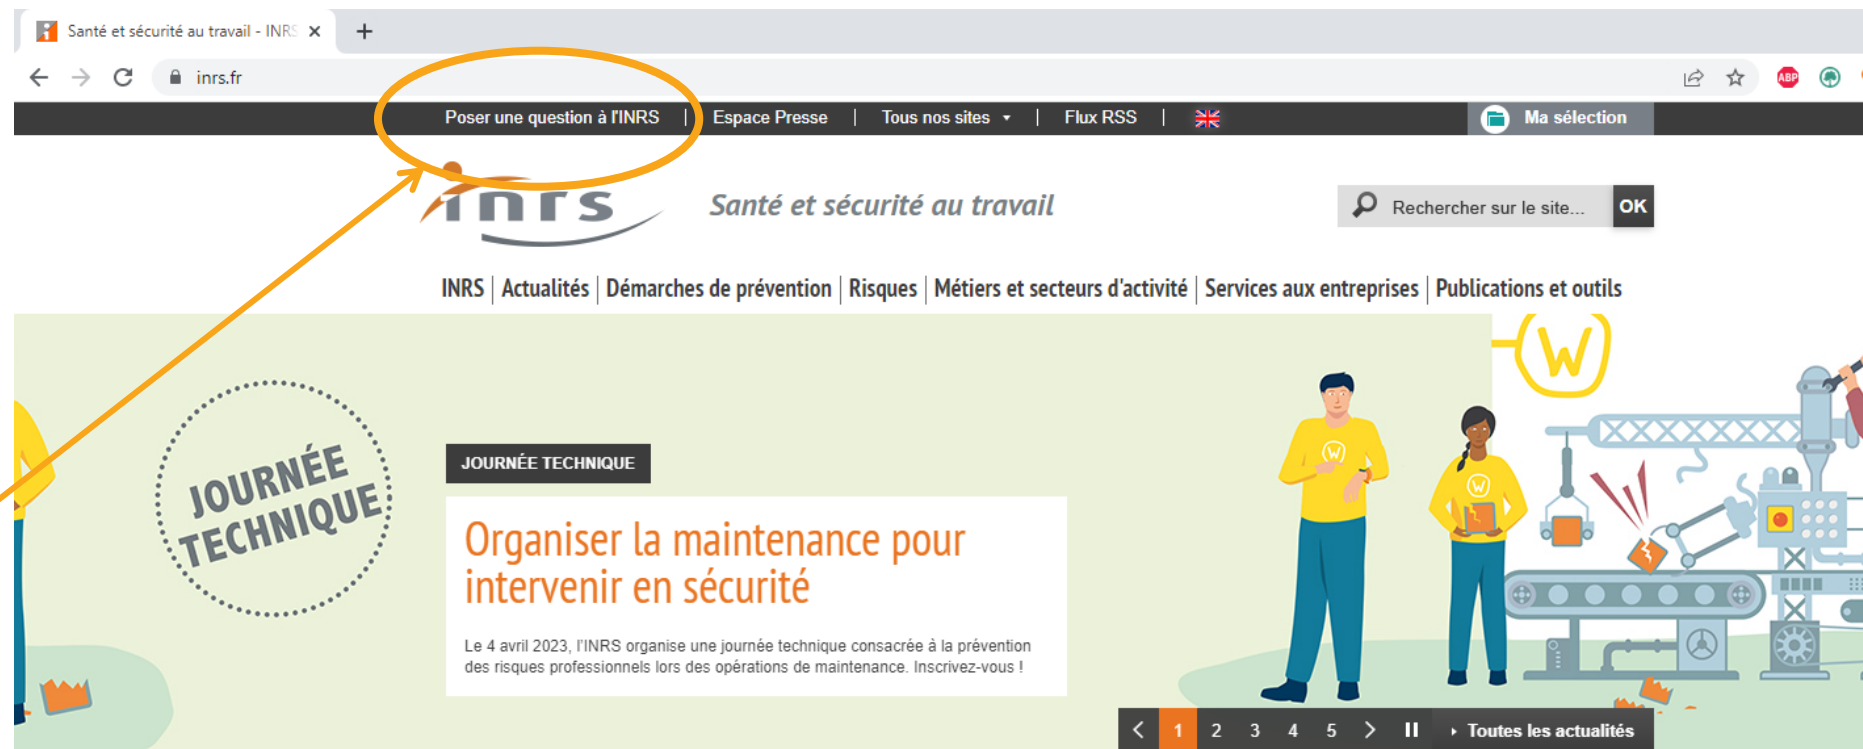 Santé et sécurité au travail - INRS
inrs.fr
ABP
Poser une question à l'INRS | Espace Presse | Tous nos sites | Flux RSS |
Ma sélection
inrs
Santé et sécurité au travail
Rechercher sur le site... OK
INRS | Actualités | Démarches de prévention | Risques | Métiers et secteurs d'activité | Services aux entreprises | Publications et outils
W
JOURNÉE
TECHNIQUE
JOURNÉE TECHNIQUE
Organiser la maintenance pour
intervenir en sécurité
Le 4 avril 2023, l'INRS organise une journée technique consacrée à la prévention
des risques professionnels lors des opérations de maintenance. Inscrivez-vous !
W
W
1 2 3 4 5 Toutes les actualités